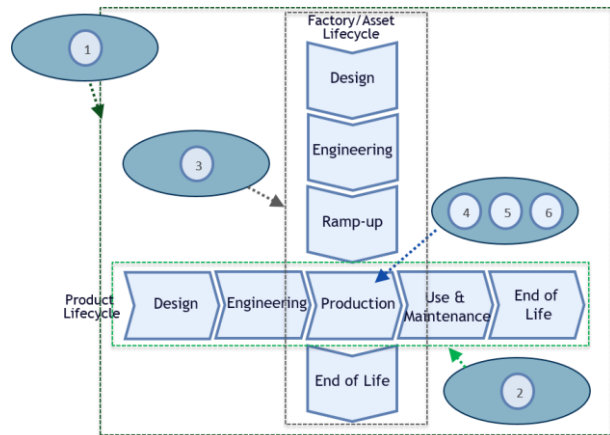 Factory/Asset
Lifecycle
1
Design
Engineering
3
Ramp-up
4 5 6
Product
Lifecycle
Design
Engineering
Production
Use &
Maintenance
End of
Life
End of Life
2